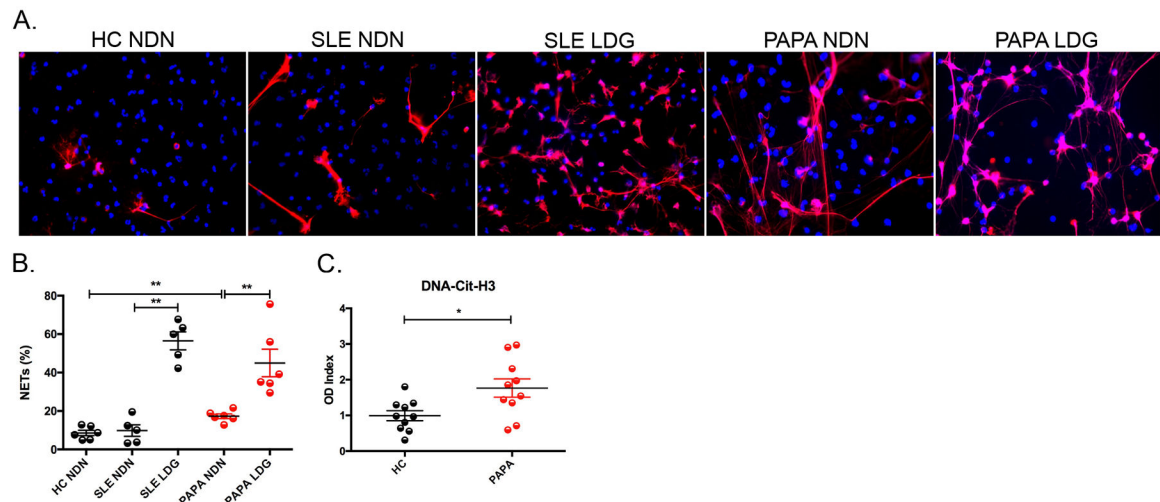 A.
HC NDN SLE NDN SLE LDG PAPA NDN PAPA LDG
B.
NETs (%)
80
60
40
20
0
** ** **
HC NDN SLE NDN SLE LDG PAPA NDN PAPA LDG
C.
DNA-Cit-H3
OD Index
4
3
2
1
0
*
HC PAPA